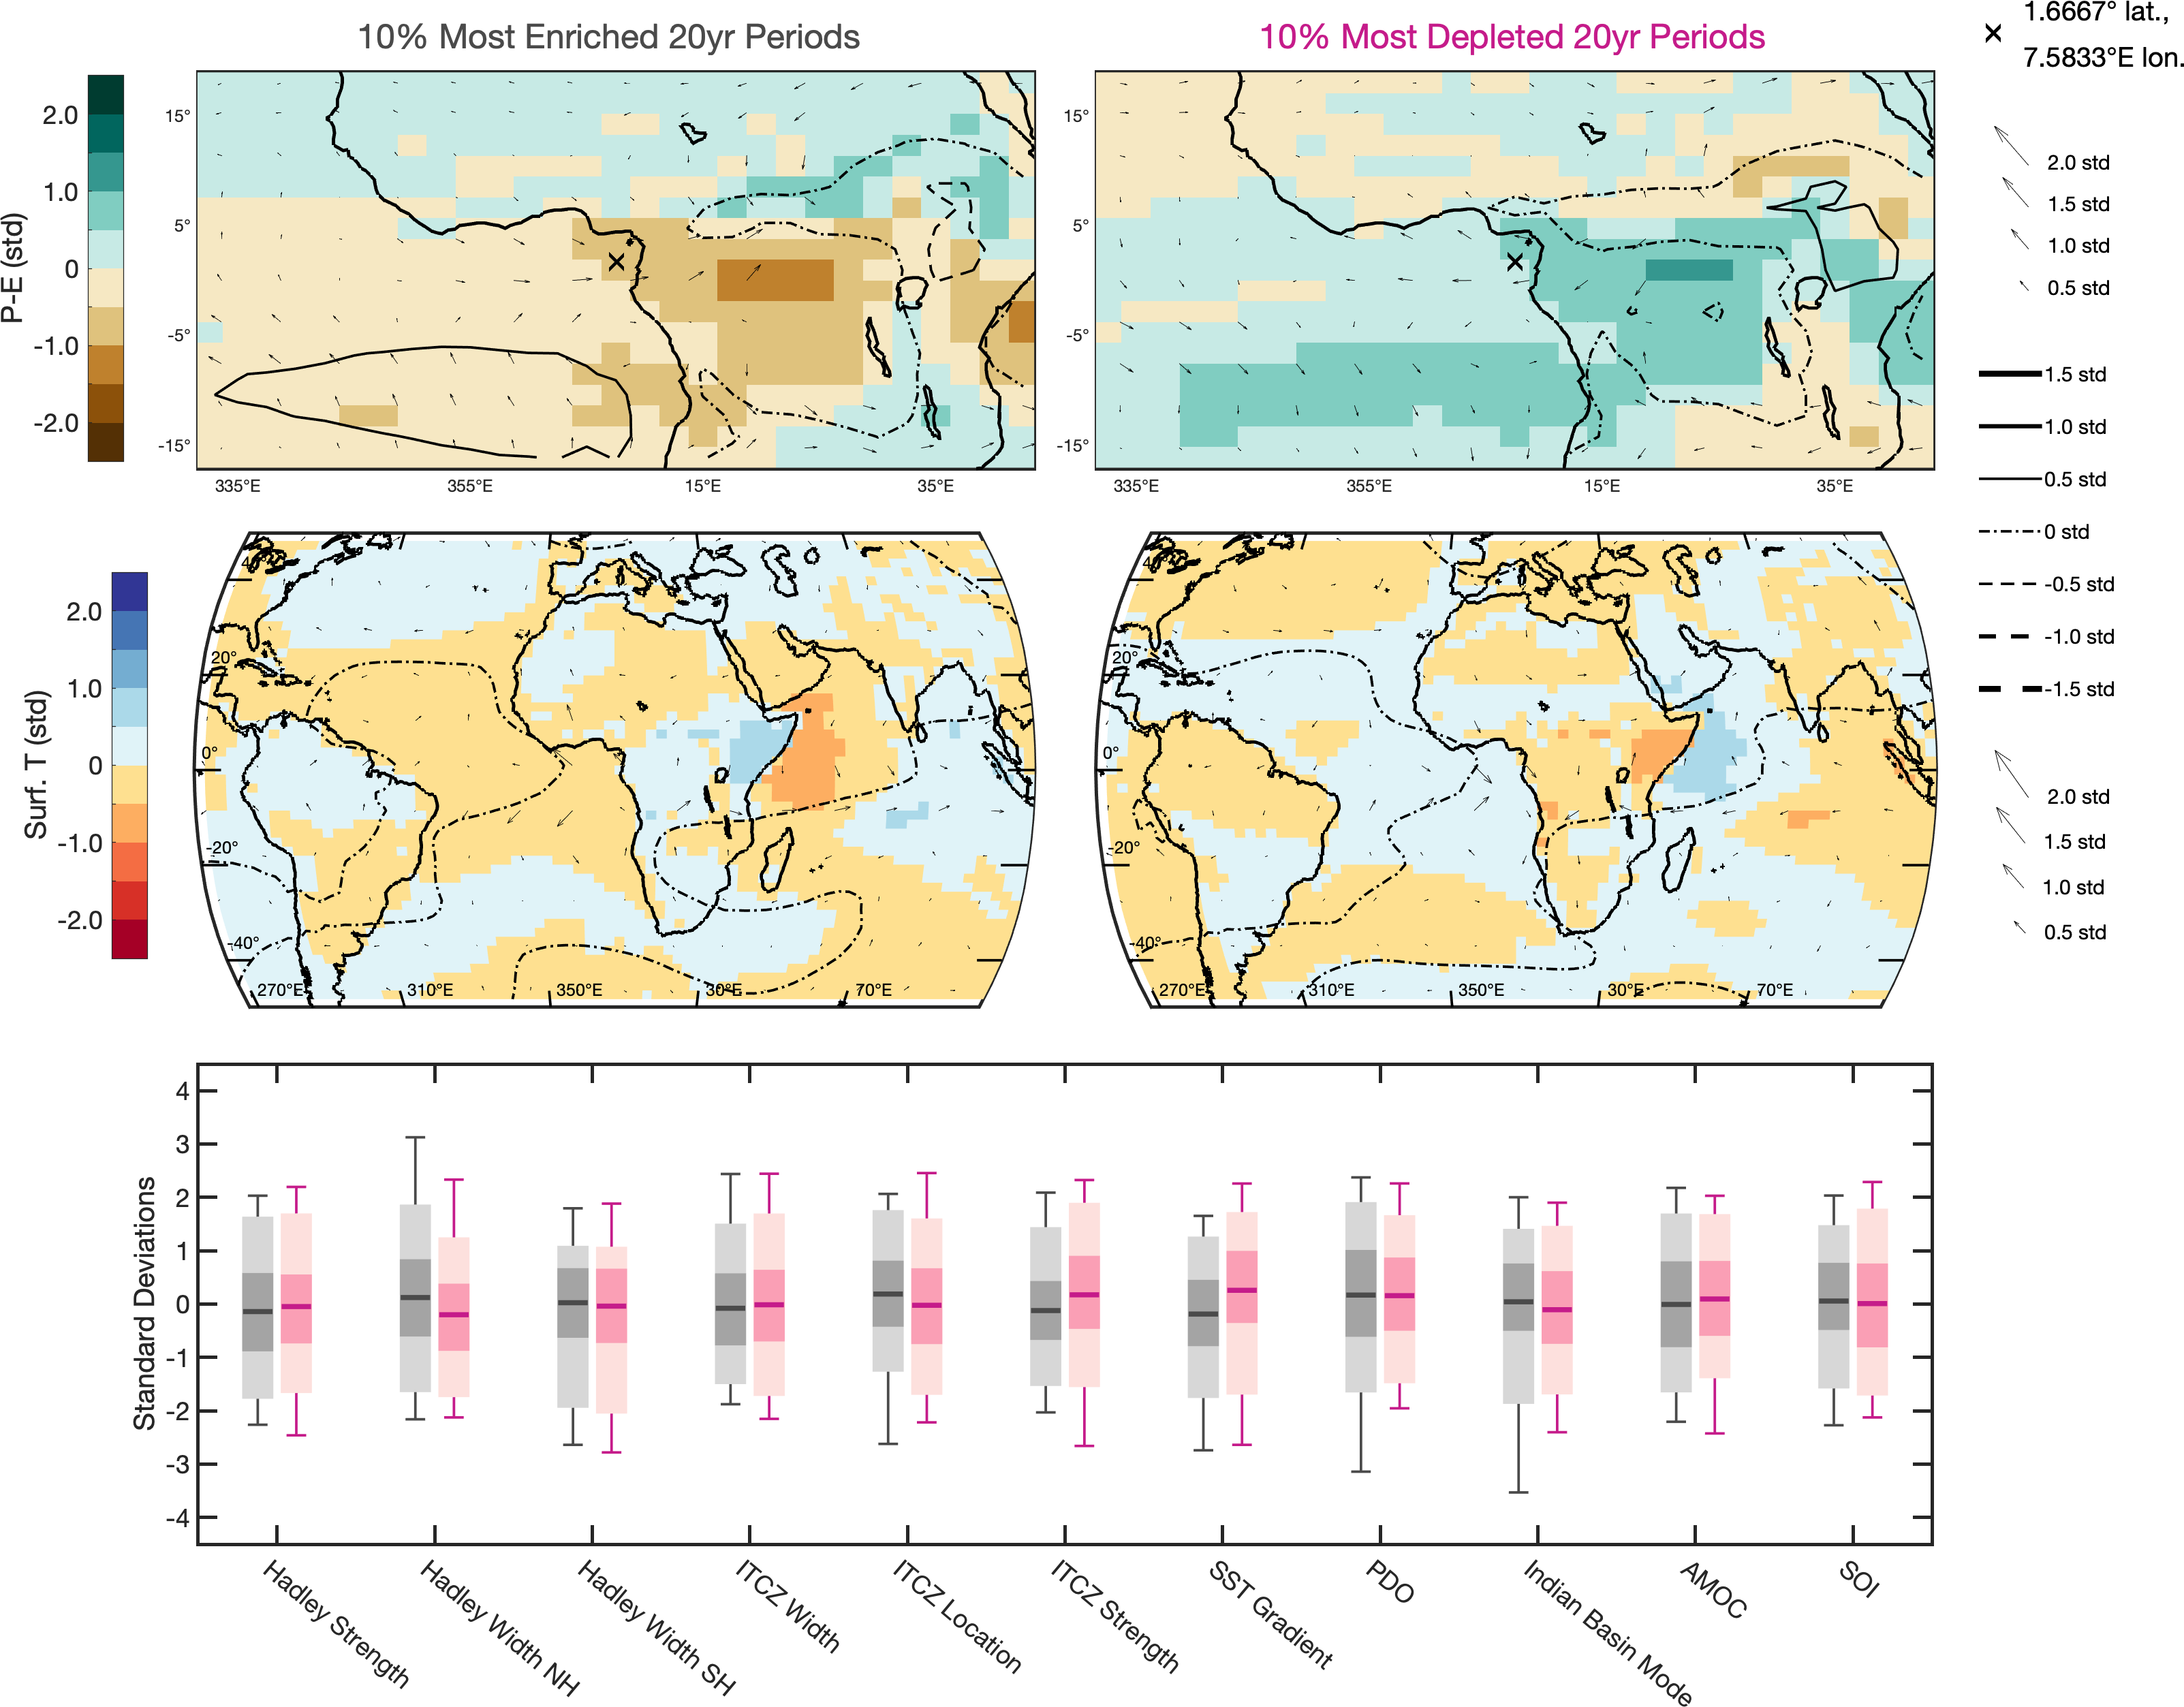 10% Most Enriched 20yr Periods
10% Most Depleted 20yr Periods
1.6667° lat.,
7.5833°E lon.
P-E (std)
2.0
1.0
0
-1.0
-2.0
15°
5°
-5°
-15°
335°E
355°E
15°E
35°E
15°
5°
-5°
-15°
335°E
355°E
15°E
35°E
2.0 std
1.5 std
1.0 std
0.5 std
1.5 std
1.0 std
0.5 std
0 std
-0.5 std
-1.0 std
-1.5 std
Surf. T (std)
2.0
1.0
0
-1.0
-2.0
40°
20°
0°
-20°
-40°
270°E
310°E
350°E
30°E
70°E
40°
20°
0°
-20°
-40°
270°E
310°E
350°E
30°E
70°E
2.0 std
1.5 std
1.0 std
0.5 std
Standard Deviations
4
3
2
1
0
-1
-2
-3
-4
Hadley Strength
Hadley Width NH
Hadley Width SH
ITCZ Width
ITCZ Location
ITCZ Strength
SST Gradient
PDO
Indian Basin Mode
AMOC
SOI